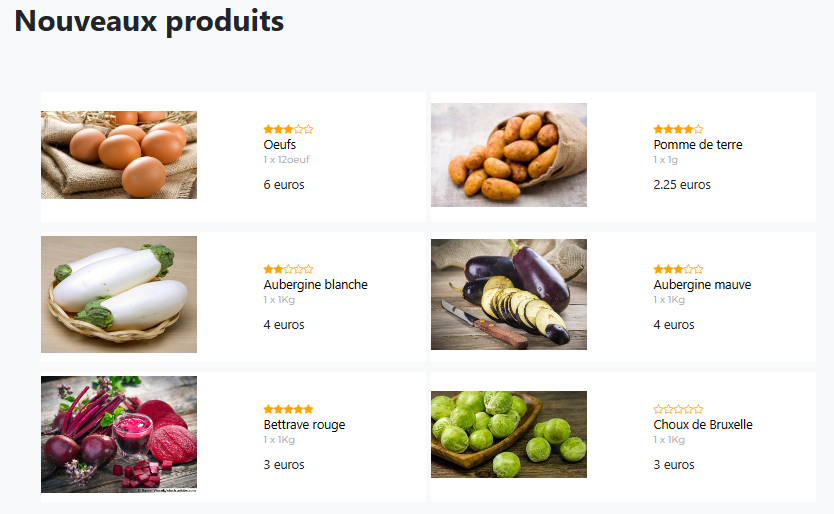 Nouveaux produits
Oeufs
1 x 12oeuf
6 euros
Pomme de terre
1 x 1g
2.25 euros
Aubergine blanche
1 x 1Kg
4 euros
Aubergine mauve
1 x 1Kg
4 euros
Bettrave rouge
1 x 1Kg
3 euros
Choux de Bruxelle
1 x 1Kg
3 euros